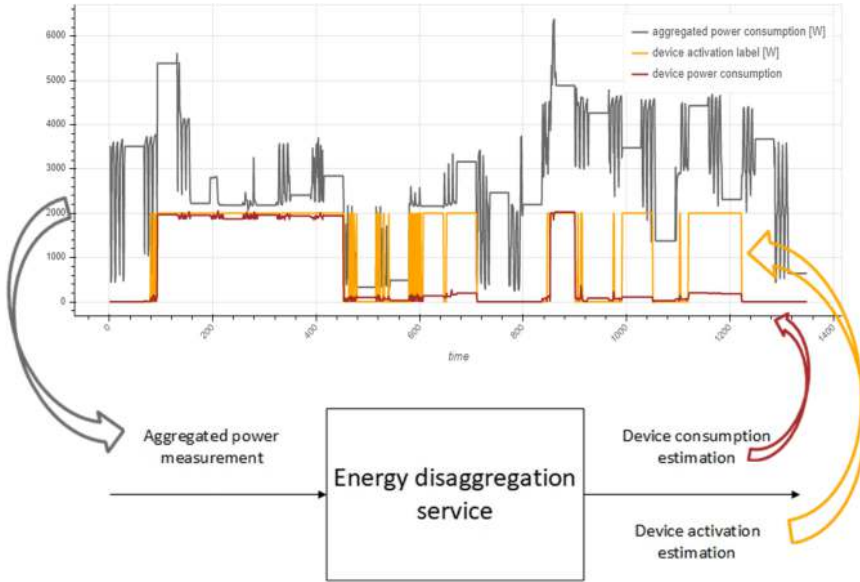 aggregated power consumption [W]
device activation label [W]
device power consumption
6000
5000
4000
3000
2000
1000
0
0
200
400
600
800
1000
1200
1400
time
Aggregated power
measurement
Energy disaggregation
service
Device consumption
estimation
Device activation
estimation